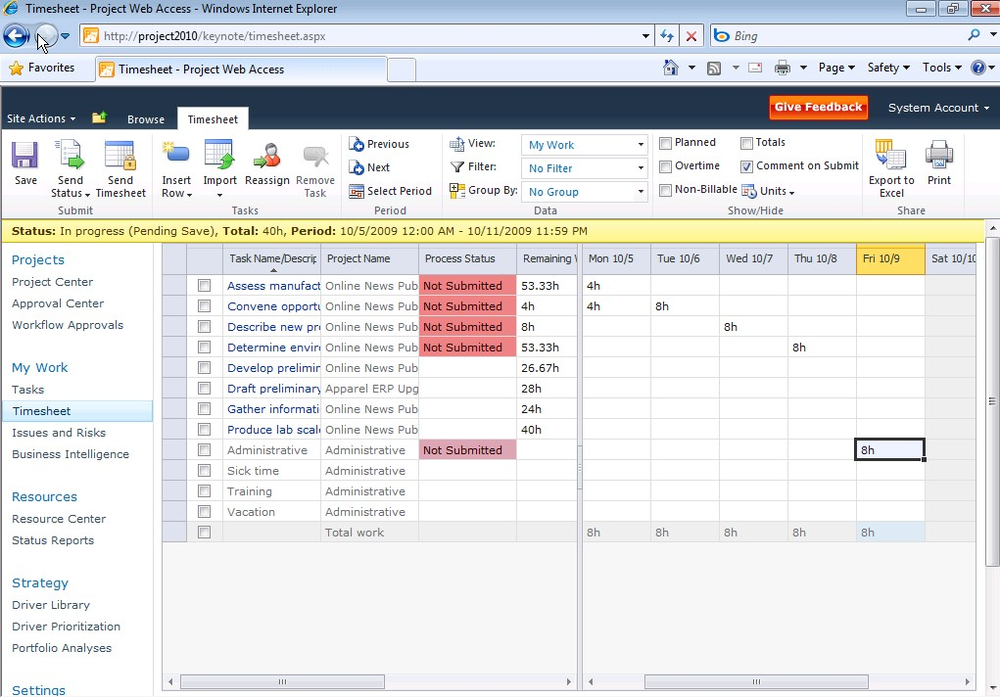 Timesheet - Project Web Access - Windows Internet Explorer
http://project2010/keynote/timesheet.aspx
Bing
Favorites
Timesheet - Project Web Access
Page
Safety
Tools
Give Feedback
System Account
Site Actions
Browse
Timesheet
Save
Send Status
Send Timesheet
Submit
Insert Row
Import
Reassign
Remove Task
Tasks
Previous
Next
Select Period
Period
View: My Work
Filter: No Filter
Group By: No Group
Data
Planned
Totals
Overtime
Comment on Submit
Non-Billable
Units
Show/Hide
Export to Excel
Print
Share
Status: In progress (Pending Save), Total: 40h, Period: 10/5/2009 12:00 AM - 10/11/2009 11:59 PM
Projects
Project Center
Approval Center
Workflow Approvals
My Work
Tasks
Timesheet
Issues and Risks
Business Intelligence
Resources
Resource Center
Status Reports
Strategy
Driver Library
Driver Prioritization
Portfolio Analyses
Settings
Task Name/Descrip Project Name Process Status Remaining Mon 10/5 Tue 10/6 Wed 10/7 Thu 10/8 Fri 10/9 Sat 10/10
Assess manufact Online News Pub Not Submitted 53.33h 4h
Convene opportu Online News Pub Not Submitted 4h 4h 8h
Describe new pro Online News Pub Not Submitted 8h 8h
Determine enviro Online News Pub Not Submitted 53.33h 8h
Develop prelimin Online News Pub 26.67h
Draft preliminary Apparel ERP Upg 28h
Gather informati Online News Pub 24h
Produce lab scale Online News Pub 40h
Administrative Administrative Not Submitted 8h
Sick time Administrative
Training Administrative
Vacation Administrative
Total work 8h 8h 8h 8h 8h